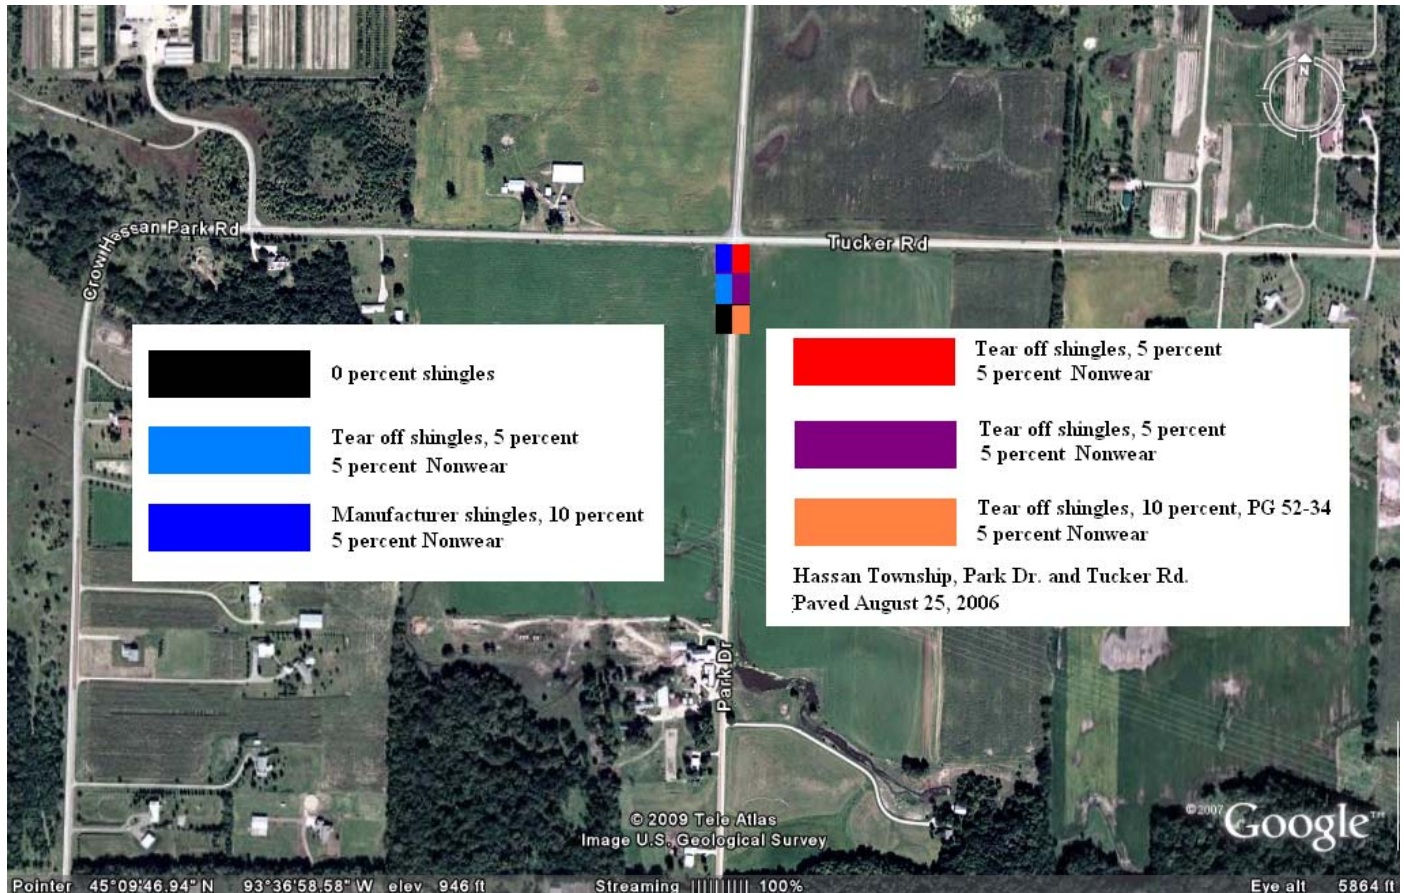 N
Crow/Hassan Park Rd
Tucker Rd
0 percent shingles
Tear off shingles, 5 percent
5 percent Nonwear
Manufacturer shingles, 10 percent
5 percent Nonwear
Tear off shingles, 5 percent
5 percent Nonwear
Tear off shingles, 5 percent
5 percent Nonwear
Tear off shingles, 10 percent, PG 52-34
5 percent Nonwear
Hassan Township, Park Dr. and Tucker Rd.
Paved August 25, 2006
Park Dr
© 2009 Tele Atlas
Image U.S. Geological Survey
©2007 Google™
Pointer 45°09'46.94" N 93°36'58.58" W elev 946 ft Streaming |||||||||| 100% Eye alt 5864 ft